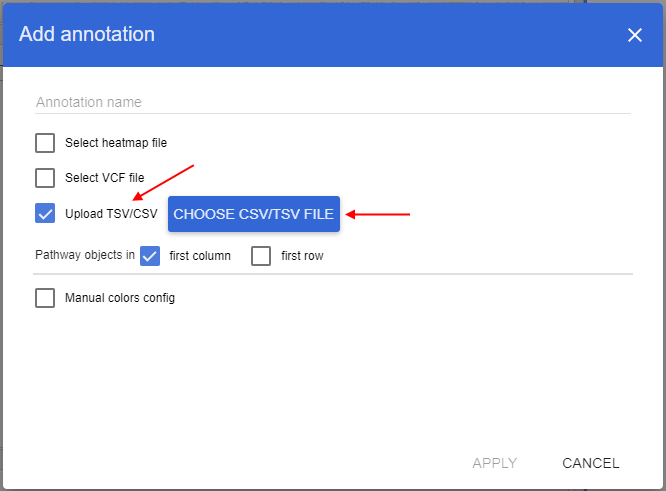 Add annotation
Annotation name
Select heatmap file
Select VCF file
Upload TSV/CSV CHOOSE CSV/TSV FILE
Pathway objects in first column first row
Manual colors config
APPLY CANCEL